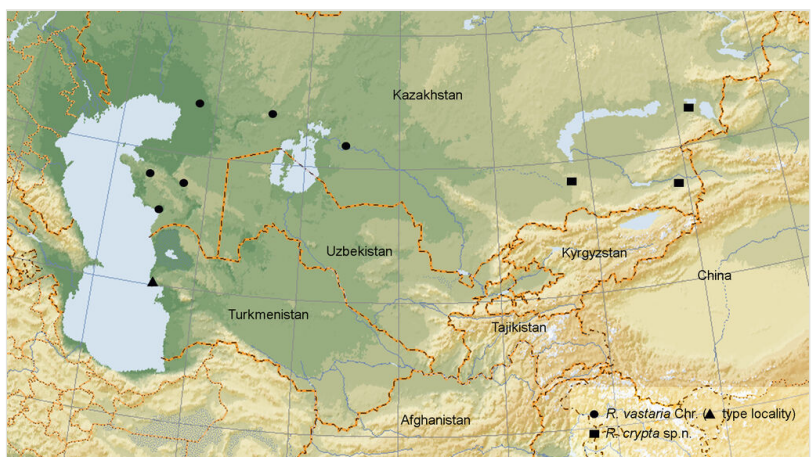 Kazakhstan
Uzbekistan
Kyrgyzstan
China
Turkmenistan
Tajikistan
Afghanistan
R. vastaria Chr. ( type locality)
R. crypta sp.n.